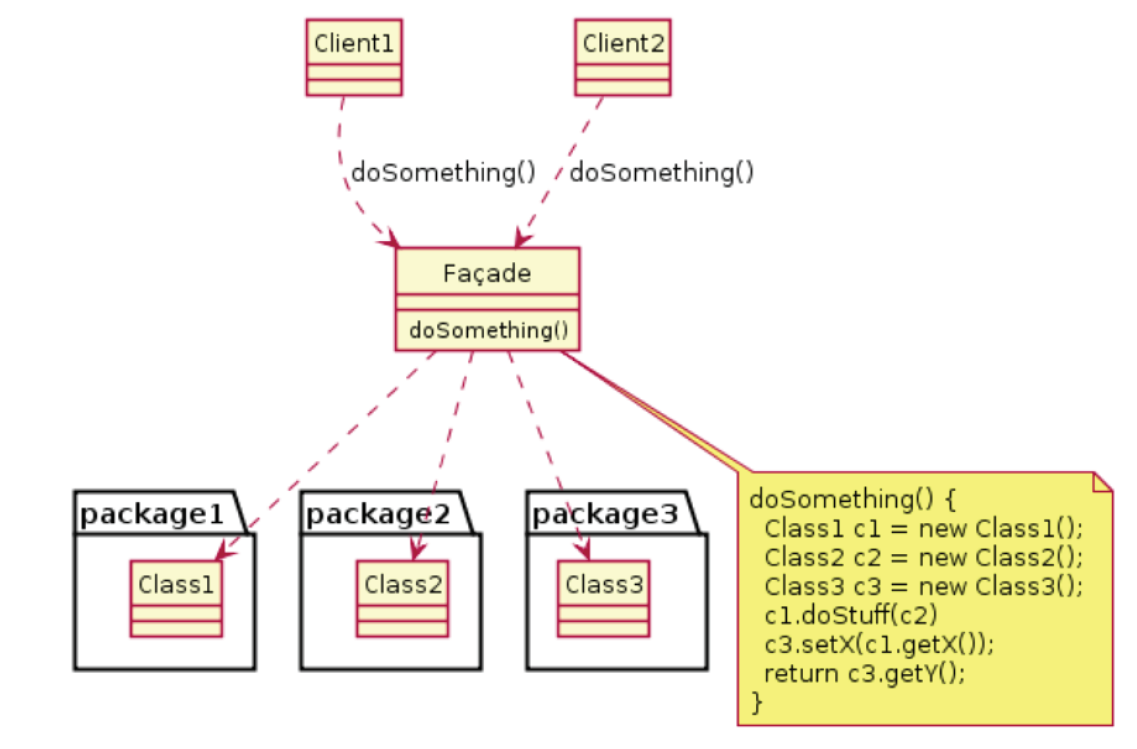 Client1
Client2
doSomething()
doSomething()
Façade
doSomething()
package1
package2
package3
Class1
Class2
Class3
doSomething() {
Class1 c1 = new Class1();
Class2 c2 = new Class2();
Class3 c3 = new Class3();
c1.doStuff(c2)
c3.setX(c1.getX());
return c3.getY();
}